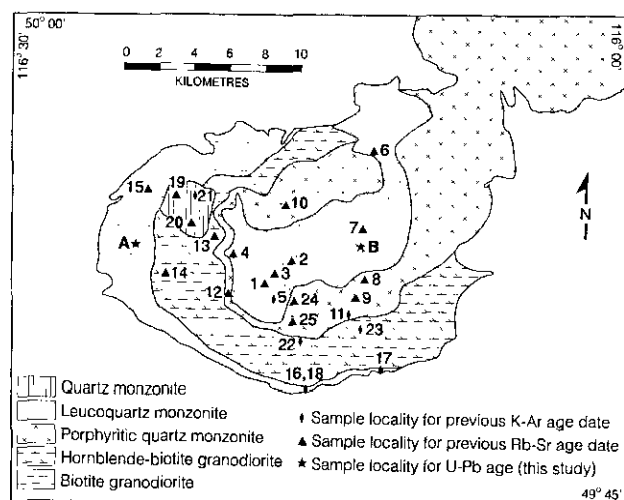 50° 00'
116° 30'
116° 00'
0 2 4 6 8 10
KILOMETRES
6
15
19
21
10
20
7
A
13
B
N
4
2
14
3
8
1
12
5
24
9
11
25
23
22
17
16,18
Quartz monzonite
Leucoquartz monzonite
Porphyritic quartz monzonite
Hornblende-biotite granodiorite
Biotite granodiorite
Sample locality for previous K-Ar age date
Sample locality for previous Rb-Sr age date
Sample locality for U-Pb age (this study)
49° 45'